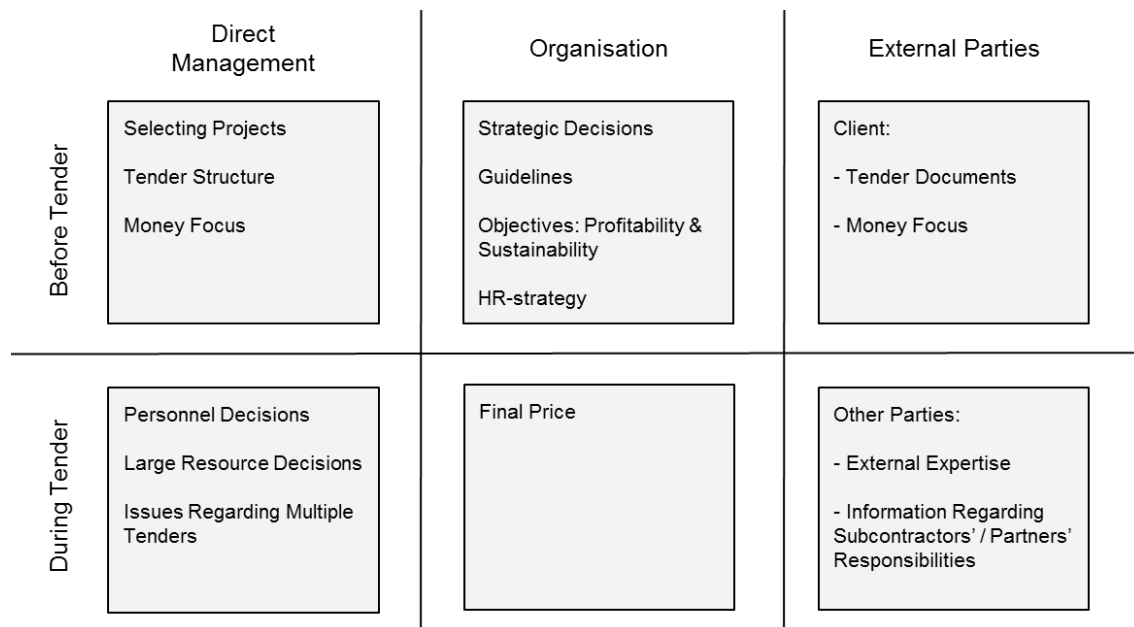 Direct
Management
Organisation
External Parties
Before Tender
Selecting Projects
Tender Structure
Money Focus
Strategic Decisions
Guidelines
Objectives: Profitability &
Sustainability
HR-strategy
Client:
- Tender Documents
- Money Focus
During Tender
Personnel Decisions
Large Resource Decisions
Issues Regarding Multiple
Tenders
Final Price
Other Parties:
- External Expertise
- Information Regarding
Subcontractors’ / Partners’
Responsibilities